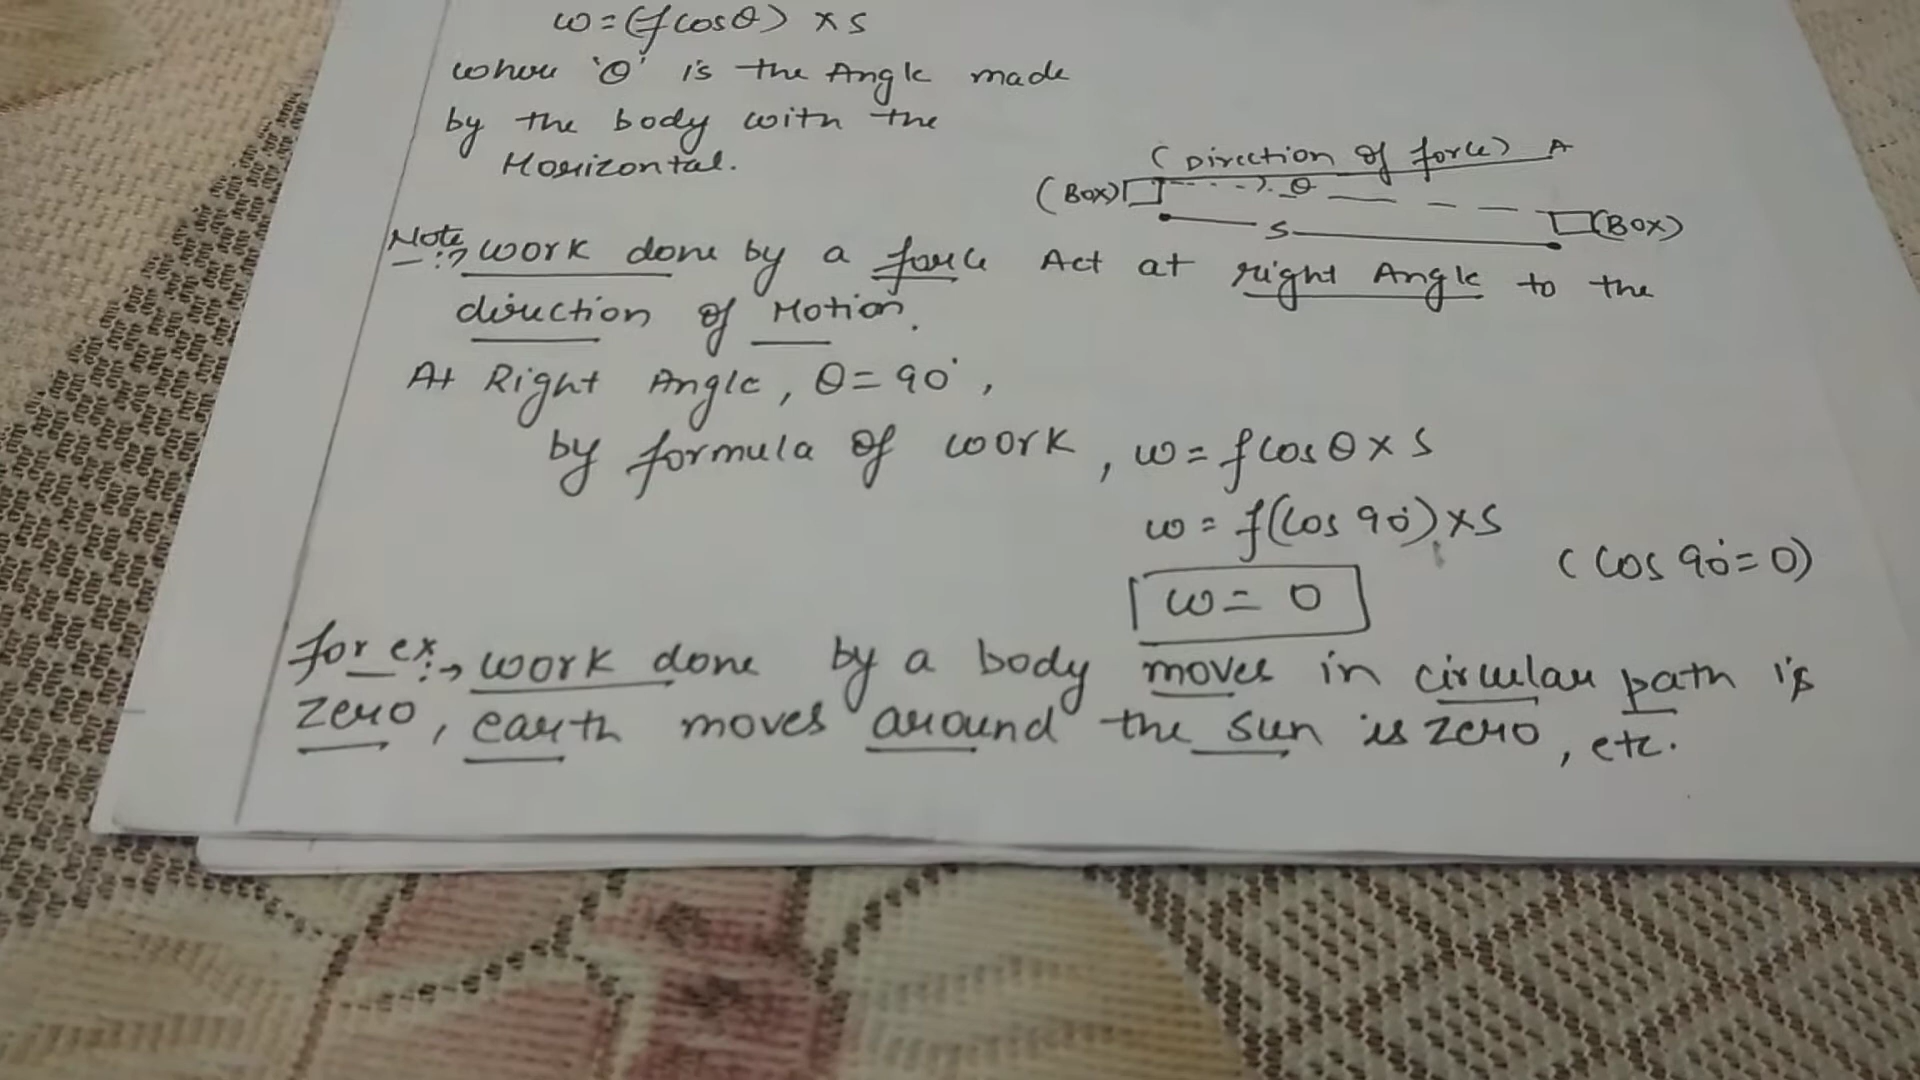 w = (f cosθ) × s
where 'θ' is the Angle made
by the body with the
Horizontal.
(Direction of force) A
(Box) θ
s (Box)
Note :→ work done by a force Act at right Angle to the
direction of Motion.
At Right Angle, θ = 90°,
by formula of work, w = f cos θ × s
w = f(cos 90°) × s
(cos 90° = 0)
w = 0
for ex :→ work done by a body moves in circular path is
zero, earth moves around the sun is zero, etc.